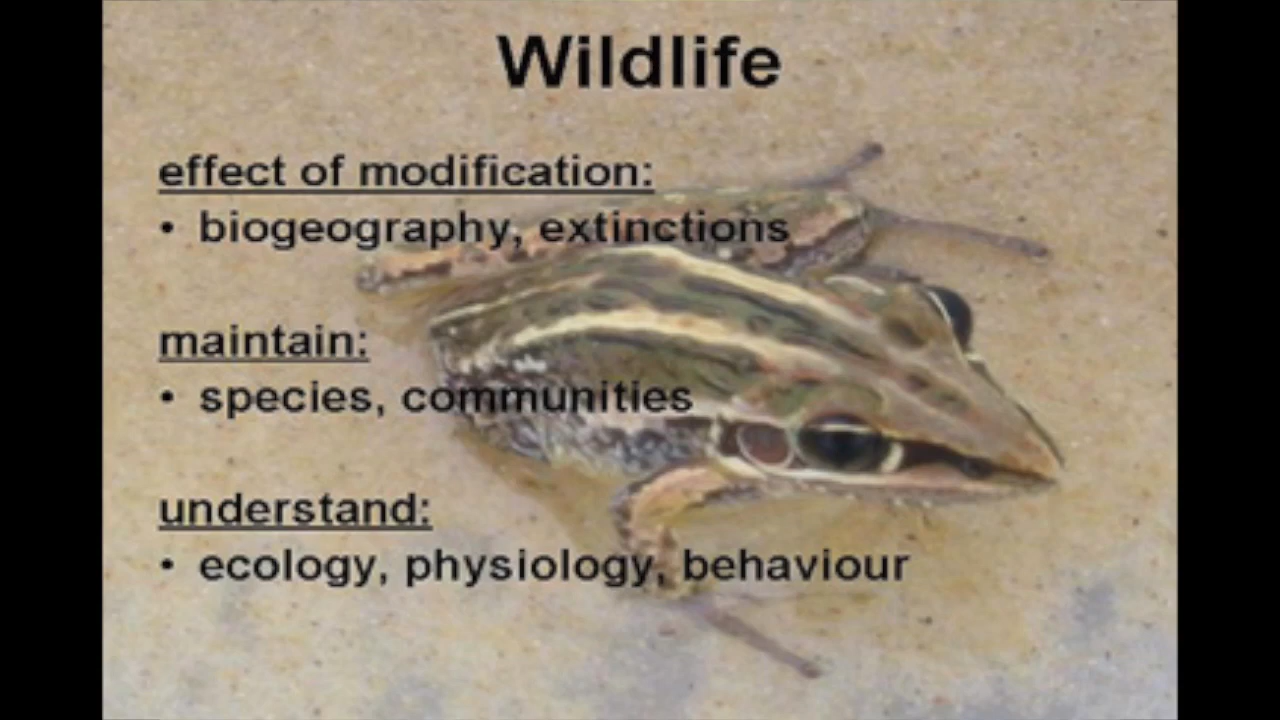 Wildlife
effect of modification:
• biogeography, extinctions
maintain:
• species, communities
understand:
• ecology, physiology, behaviour